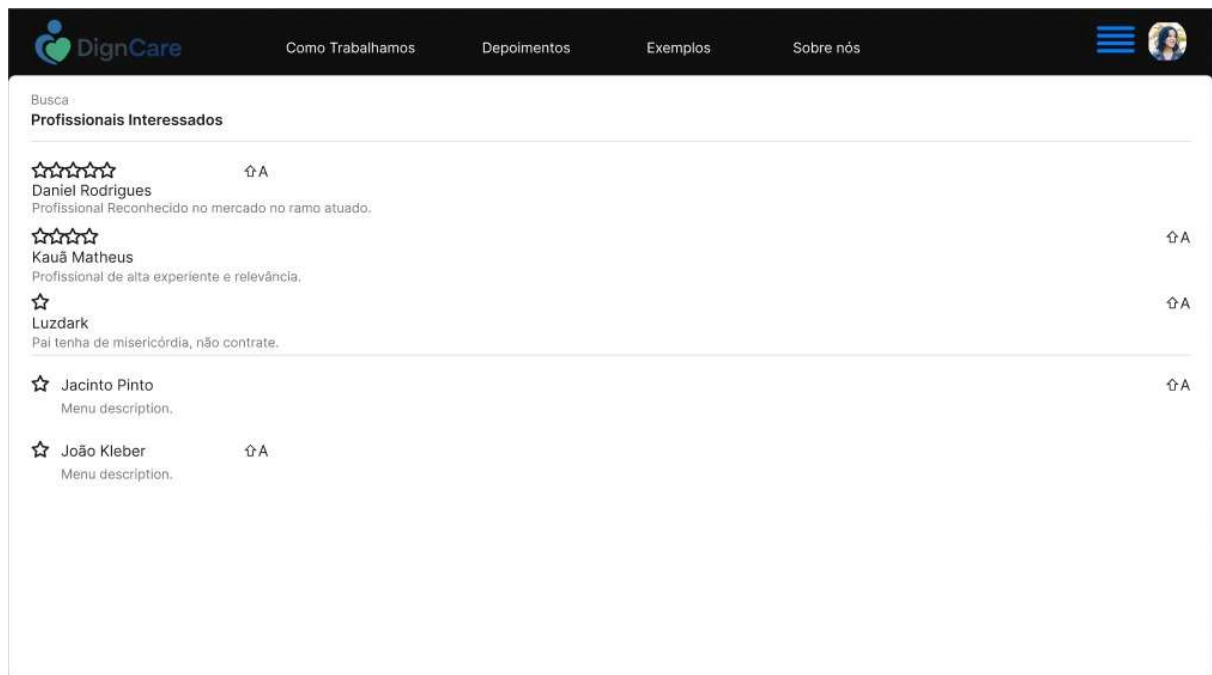 DignCare Como Trabalhamos Depoimentos Exemplos Sobre nós
Busca
Profissionais Interessados
⇧A
Daniel Rodrigues
Profissional Reconhecido no mercado no ramo atuado.
⇧A
Kauã Matheus
Profissional de alta experiente e relevância.
⇧A
Luzdark
Pai tenha de misericórdia, não contrate.
Jacinto Pinto ⇧A
Menu description.
João Kleber ⇧A
Menu description.